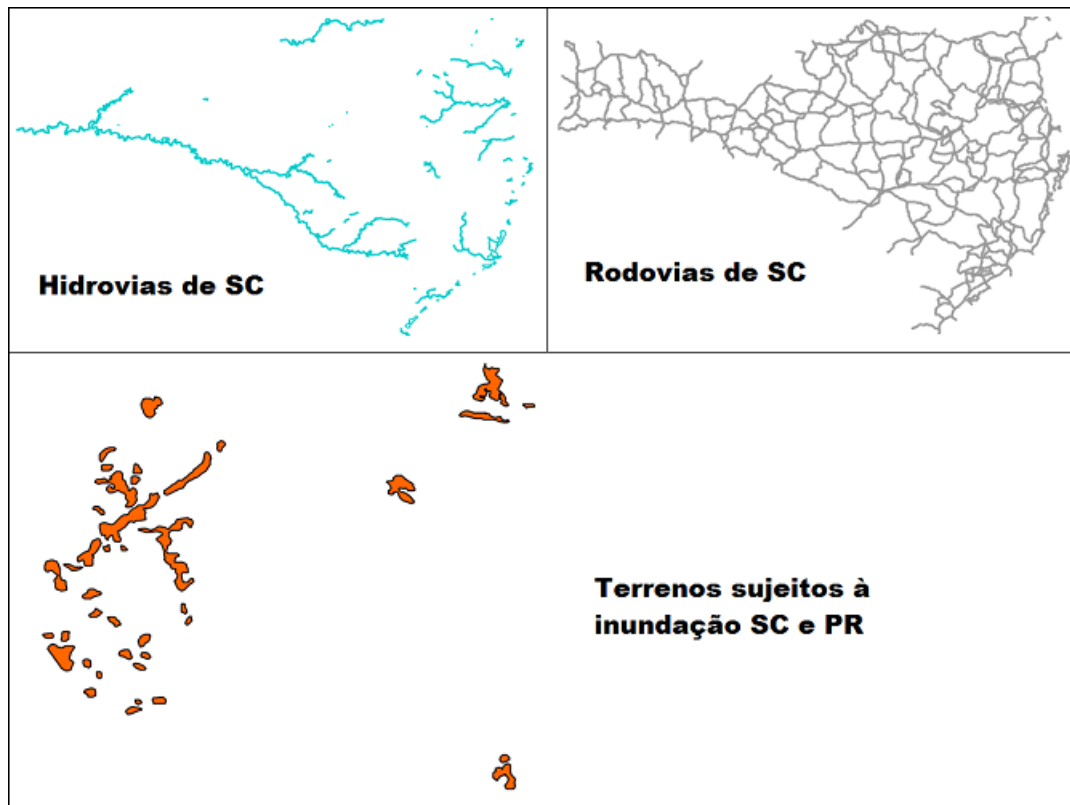 Hidrovias de SC
Rodovias de SC
Terrenos sujeitos à
inundação SC e PR